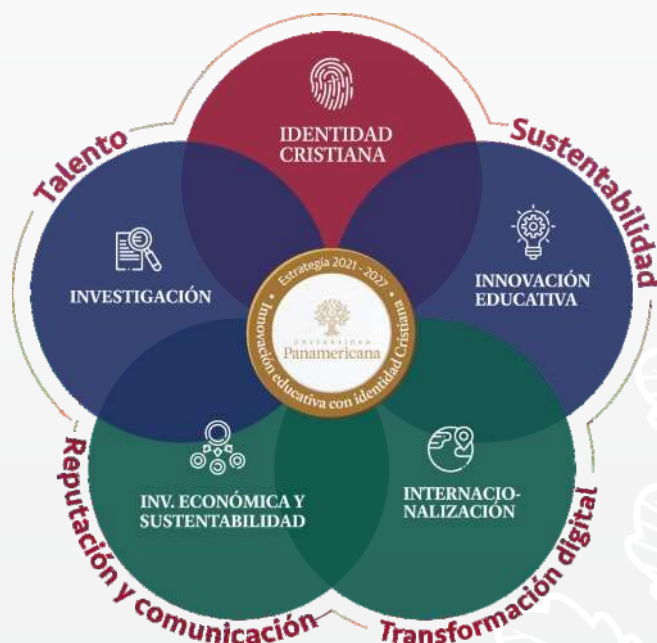 Talento
Sustentabilidad
IDENTIDAD
CRISTIANA
INVESTIGACIÓN
INNOVACIÓN
EDUCATIVA
Estrategia 2021 - 2027
UNIVERSIDAD
Panamericana
Innovación educativa con identidad Cristiana
INV. ECONÓMICA Y
SUSTENTABILIDAD
INTERNACIO-
NALIZACIÓN
Reputación y comunicación
Transformación digital